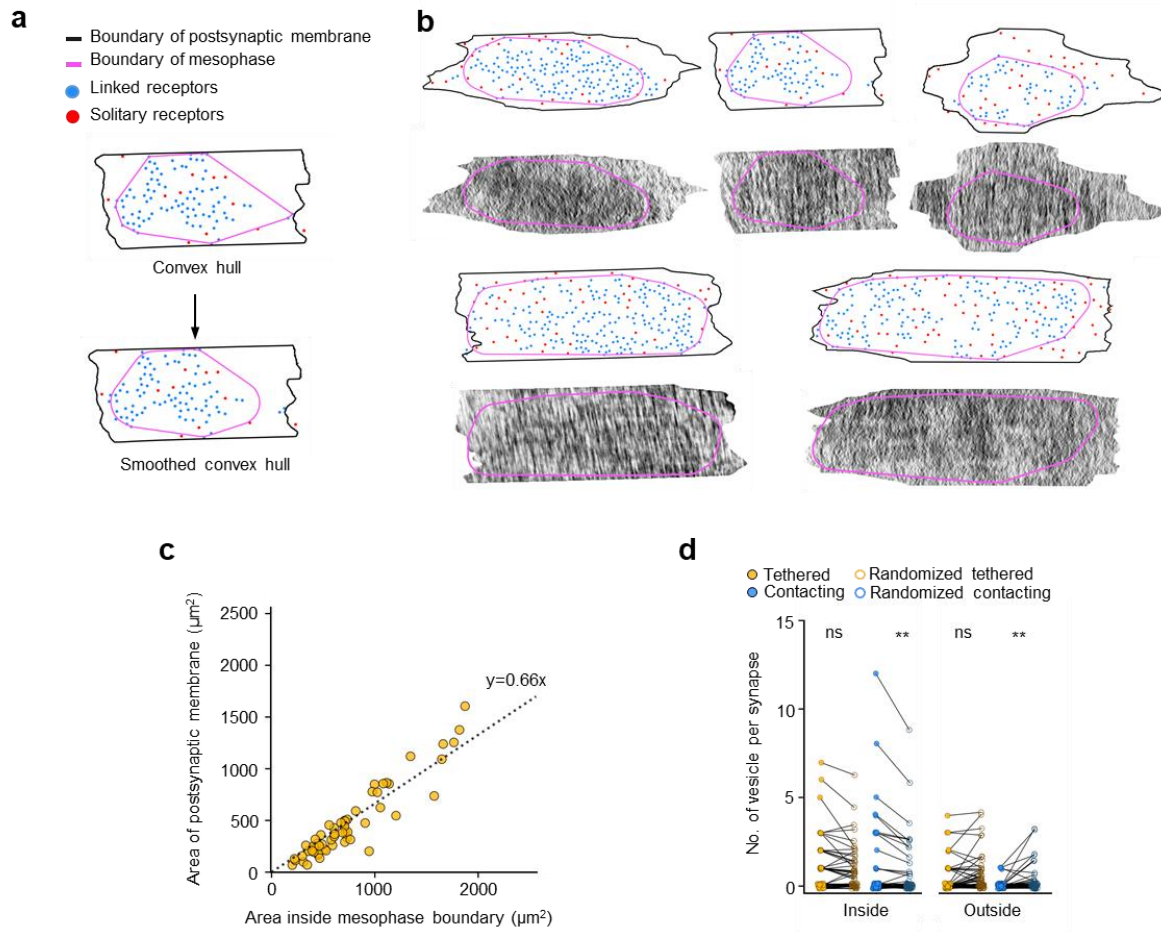 a
Boundary of postsynaptic membrane
Boundary of mesophase
Linked receptors
Solitary receptors
Convex hull
Smoothed convex hull
b
c
Area of postsynaptic membrane (μm²)
2500
2000
1500
1000
500
0
y=0.66x
0
1000
2000
Area inside mesophase boundary (μm²)
d
Tethered
Randomized tethered
Contacting
Randomized contacting
No. of vesicle per synapse
15
10
5
0
ns
**
ns
**
Inside
Outside